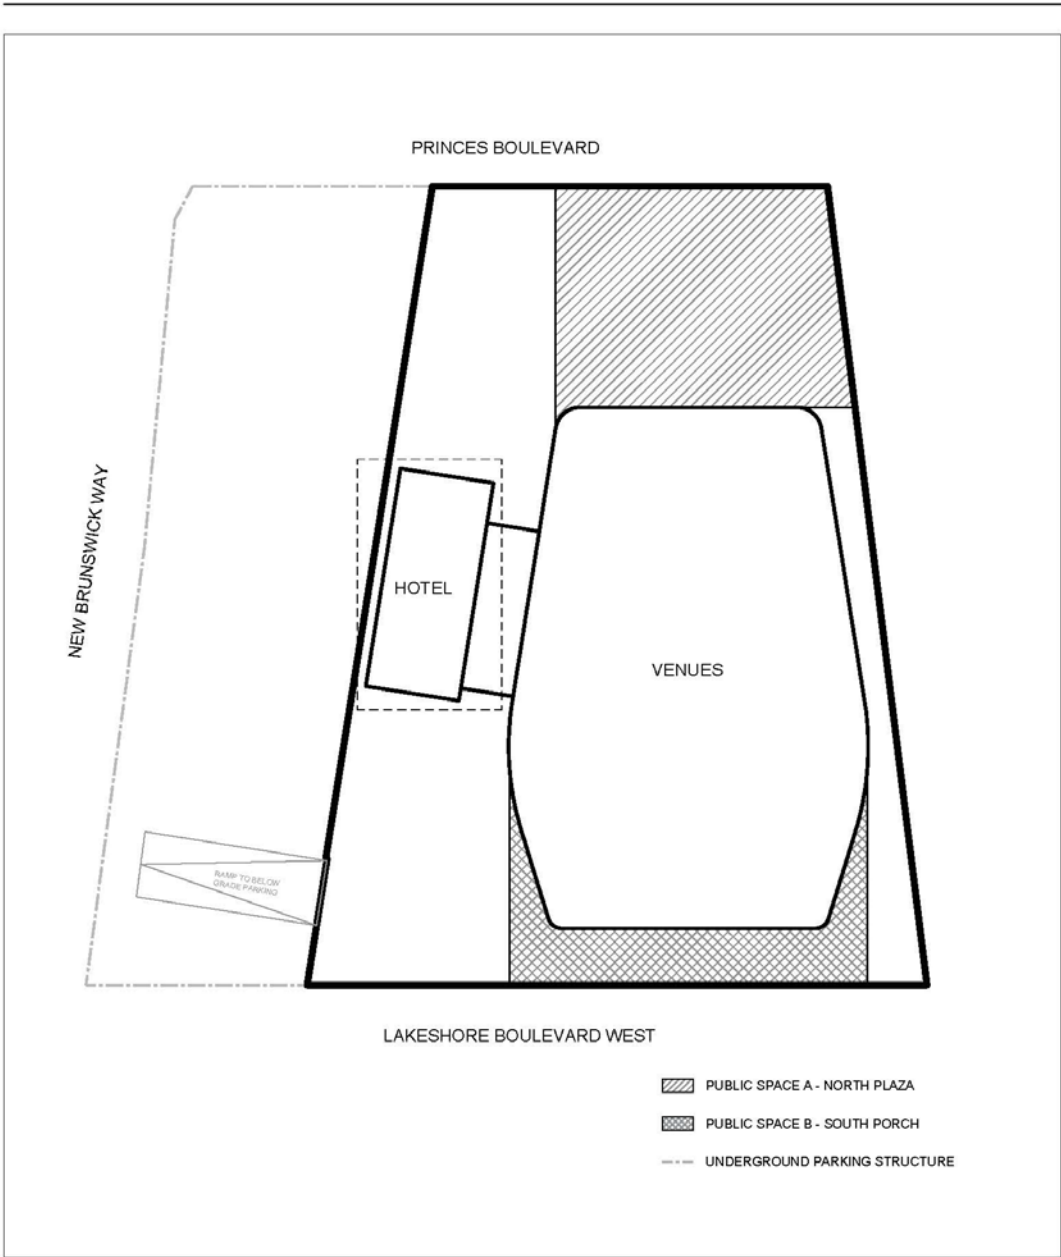 PRINCES BOULEVARD
NEW BRUNSWICK WAY
HOTEL
VENUES
RAMP TO BELOW
GRADE PARKING
LAKESHORE BOULEVARD WEST
PUBLIC SPACE A - NORTH PLAZA
PUBLIC SPACE B - SOUTH PORCH
UNDERGROUND PARKING STRUCTURE